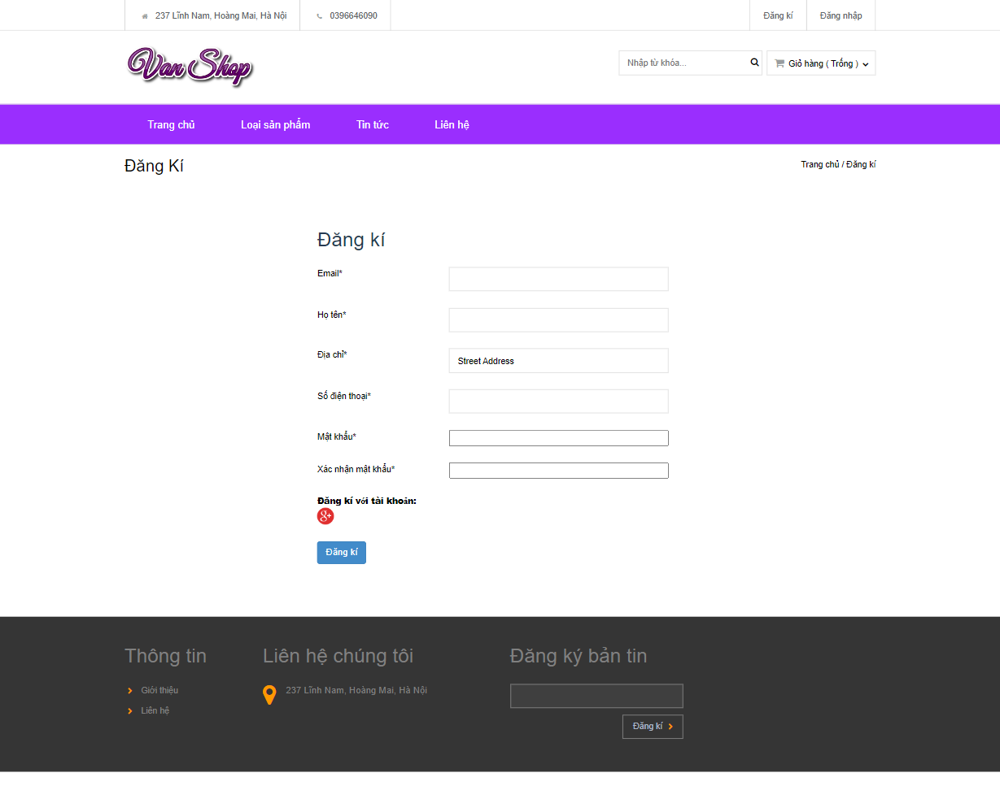 237 Lĩnh Nam, Hoàng Mai, Hà Nội
0396646090
Đăng kí
Đăng nhập
Van Shop
Nhập từ khóa...
Giỏ hàng ( Trống )
Trang chủ
Loại sản phẩm
Tin tức
Liên hệ
Đăng Kí
Trang chủ / Đăng kí
Đăng kí
Email*
Họ tên*
Địa chỉ*
Street Address
Số điện thoại*
Mật khẩu*
Xác nhận mật khẩu*
Đăng kí với tài khoản:
g+
Đăng kí
Thông tin
Giới thiệu
Liên hệ
Liên hệ chúng tôi
237 Lĩnh Nam, Hoàng Mai, Hà Nội
Đăng ký bản tin
Đăng kí